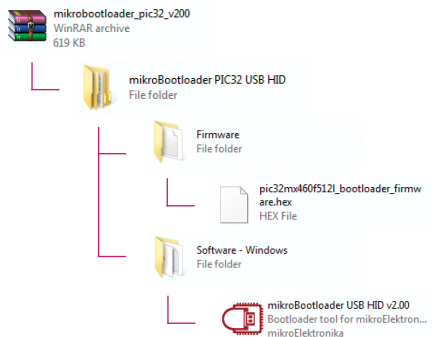 mikrobootloader_pic32_v200
WinRAR archive
619 KB
mikroBootloader PIC32 USB HID
File folder
Firmware
File folder
pic32mx460f512l_bootloader_firmw
are.hex
HEX File
Software - Windows
File folder
mikroBootloader USB HID v2.00
Bootloader tool for mikroElektron...
mikroElektronika